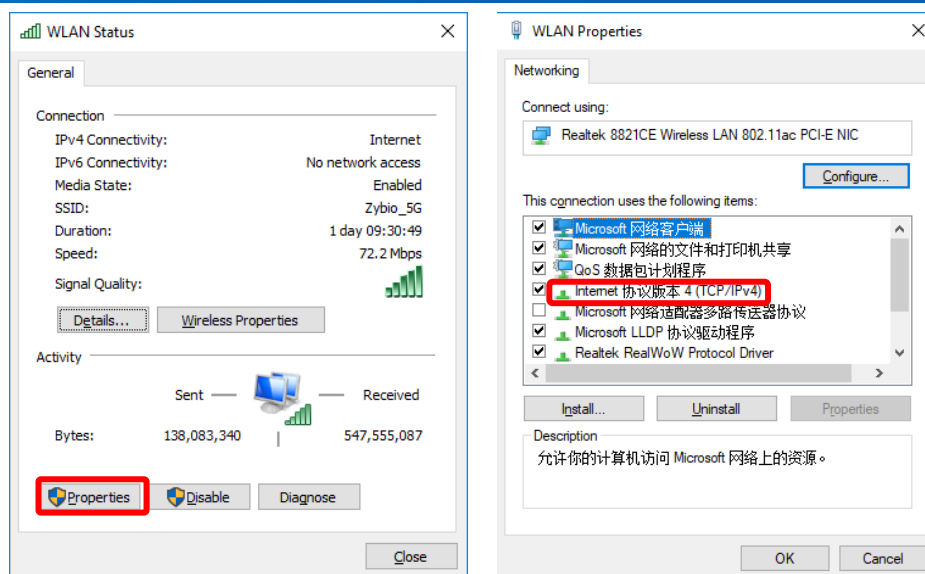 WLAN Status
General
Connection
IPv4 Connectivity: Internet
IPv6 Connectivity: No network access
Media State: Enabled
SSID: Zybio_5G
Duration: 1 day 09:30:49
Speed: 72.2 Mbps
Signal Quality:
Details... Wireless Properties
Activity
Sent Received
Bytes: 138,083,340 547,555,087
Properties Disable Diagnose
Close
WLAN Properties
Networking
Connect using:
Realtek 8821CE Wireless LAN 802.11ac PCI-E NIC
Configure...
This connection uses the following items:
Microsoft 网络客户端
Microsoft 网络的文件和打印机共享
QoS 数据包计划程序
Internet 协议版本 4 (TCP/IPv4)
Microsoft 网络适配器多路传送器协议
Microsoft LLDP 协议驱动程序
Realtek RealWoW Protocol Driver
Install... Uninstall Properties
Description
允许你的计算机访问 Microsoft 网络上的资源。
OK Cancel